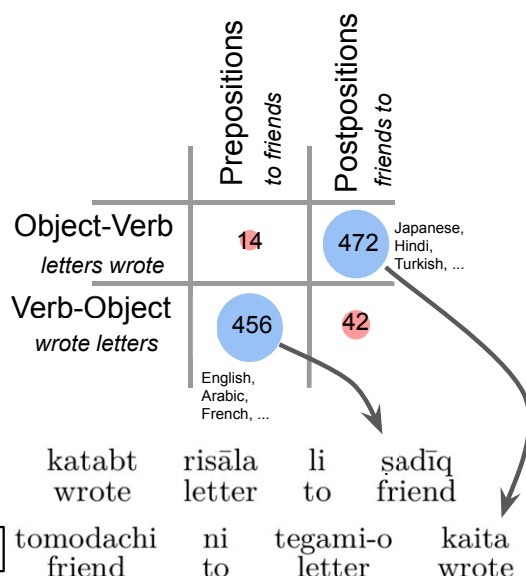 Prepositions
to friends
Postpositions
friends to
Object-Verb
letters wrote
14
472
Japanese,
Hindi,
Turkish, ...
Verb-Object
wrote letters
456
42
English,
Arabic,
French, ...
katabt risāla li ṣadīq
wrote letter to friend
tomodachi ni tegami-o kaita
friend to letter wrote